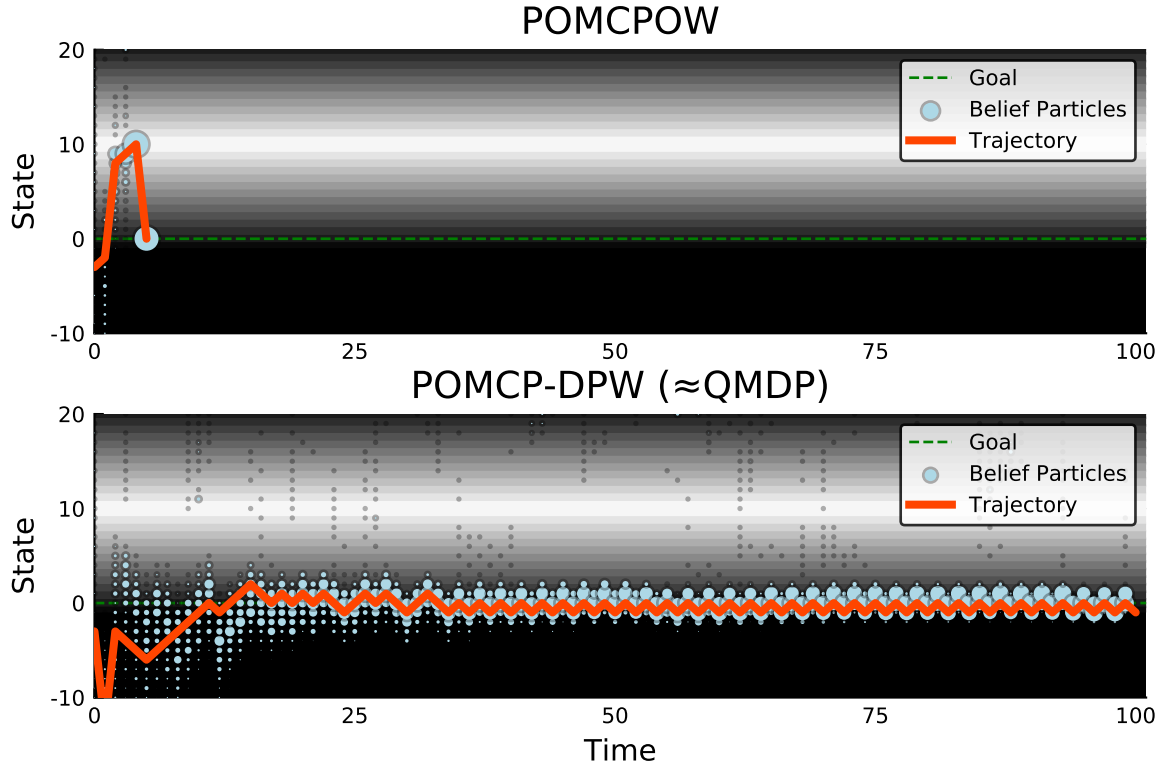 POMCPOW
20
10
0
-10
State
Goal
Belief Particles
Trajectory
0 25 50 75 100
POMCP-DPW (≈QMDP)
20
10
0
-10
State
Goal
Belief Particles
Trajectory
0 25 50 75 100
Time